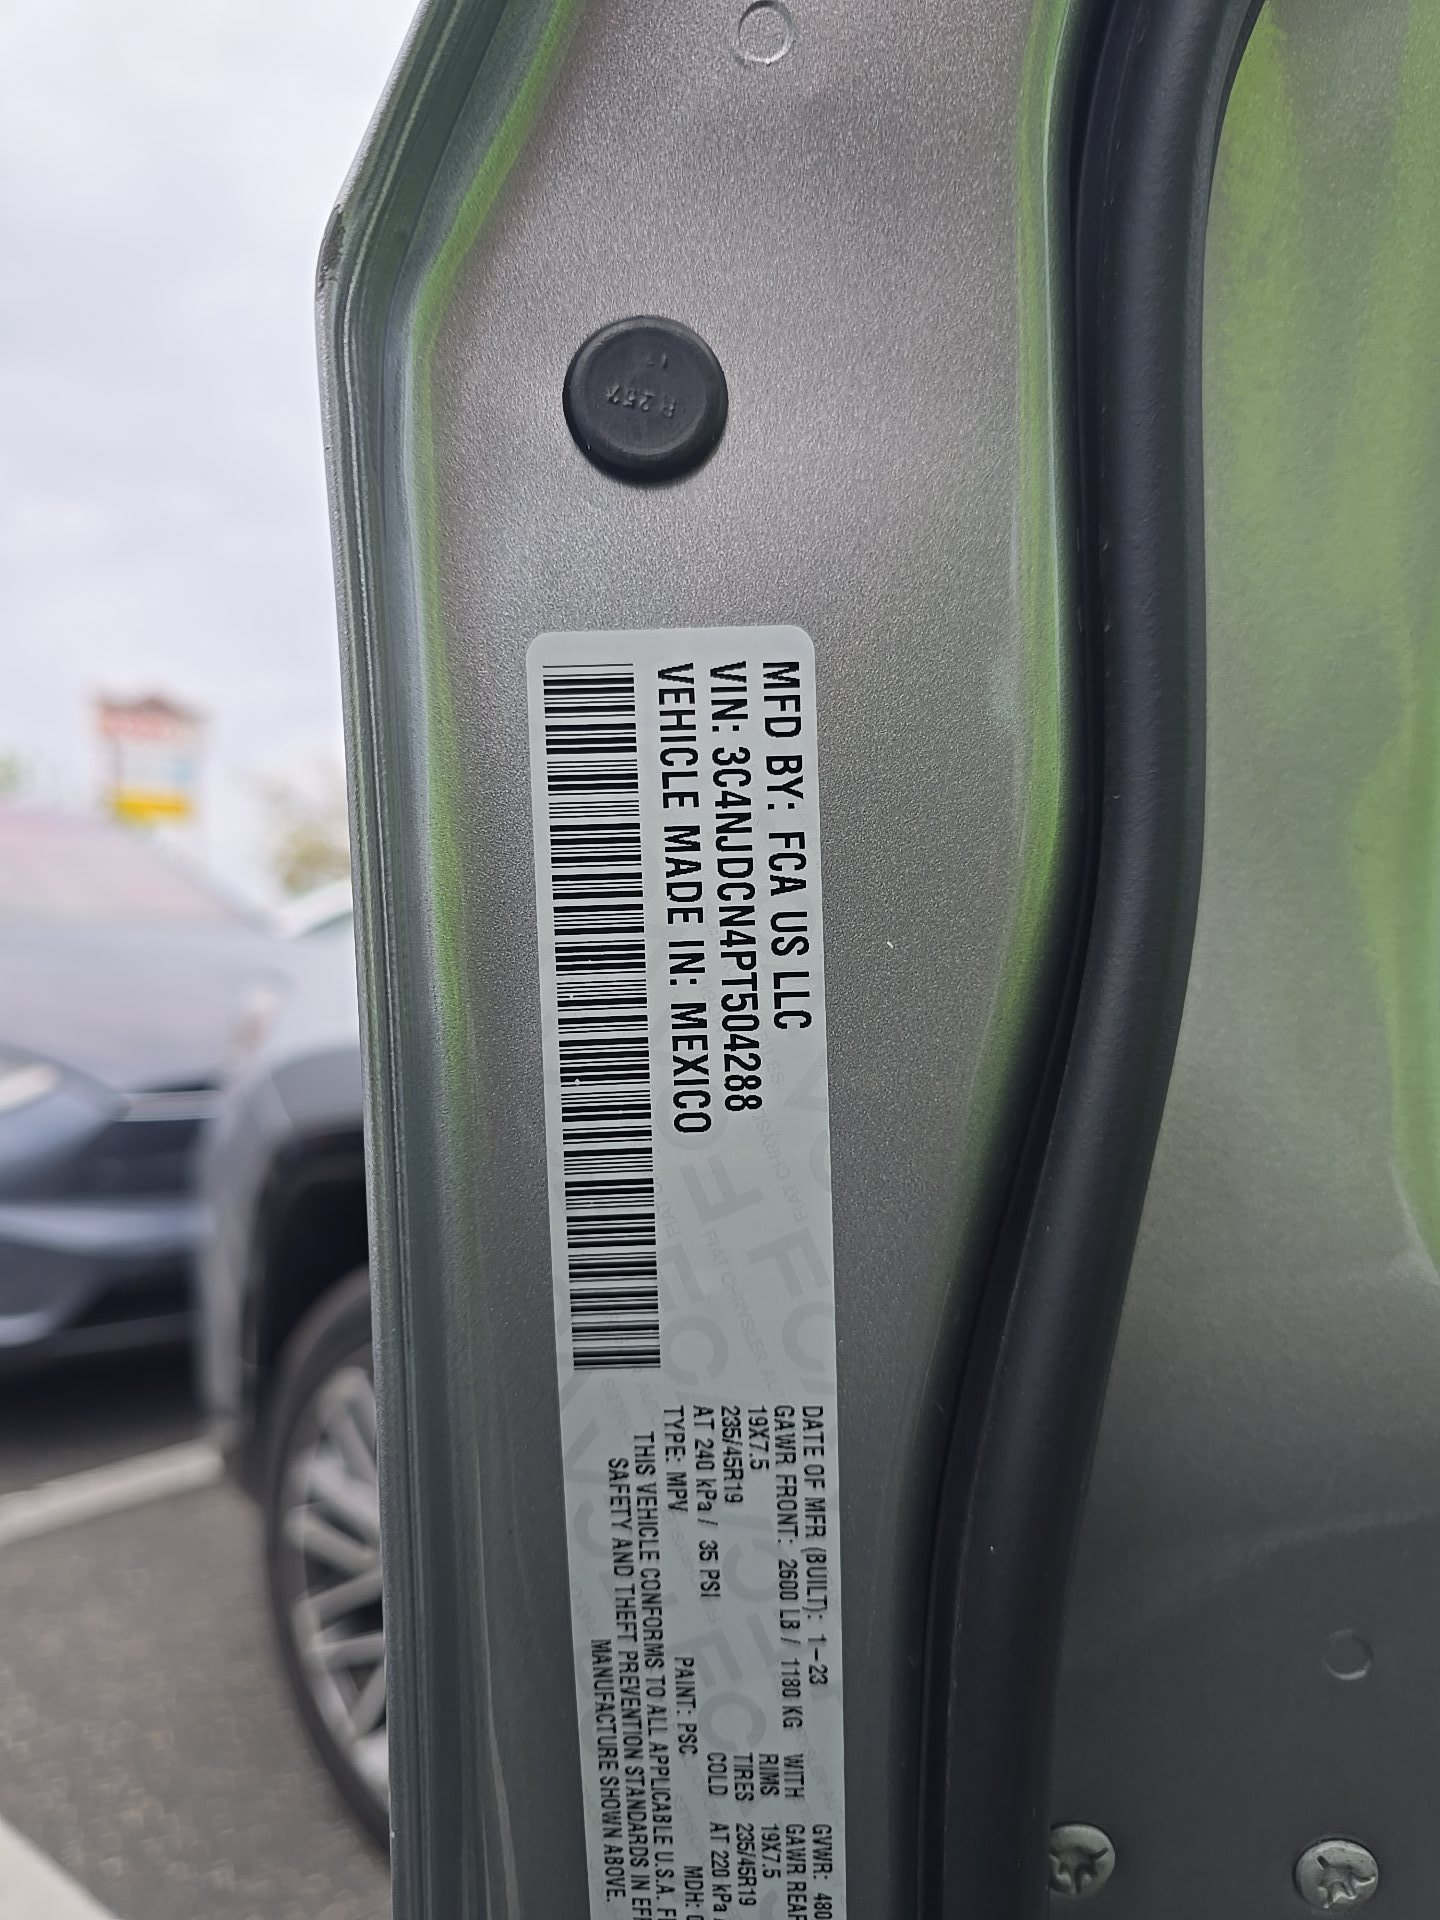 MFD BY: FCA US LLC
VIN: 3C4NJDCN4PT504288
VEHICLE MADE IN: MEXICO
DATE OF MFR (BUILT): 1-23 GVWR: 480
GAWR FRONT: 2600 LB / 1180 KG WITH GAWR REAR
19X7.5 RIMS 19X7.5
235/45R19 TIRES 235/45R19
AT 240 kPa / 35 PSI COLD AT 220 kPa
TYPE: MPV PAINT: PSC MDH:
THIS VEHICLE CONFORMS TO ALL APPLICABLE U.S.A.
SAFETY AND THEFT PREVENTION STANDARDS IN
MANUFACTURE SHOWN ABOVE.